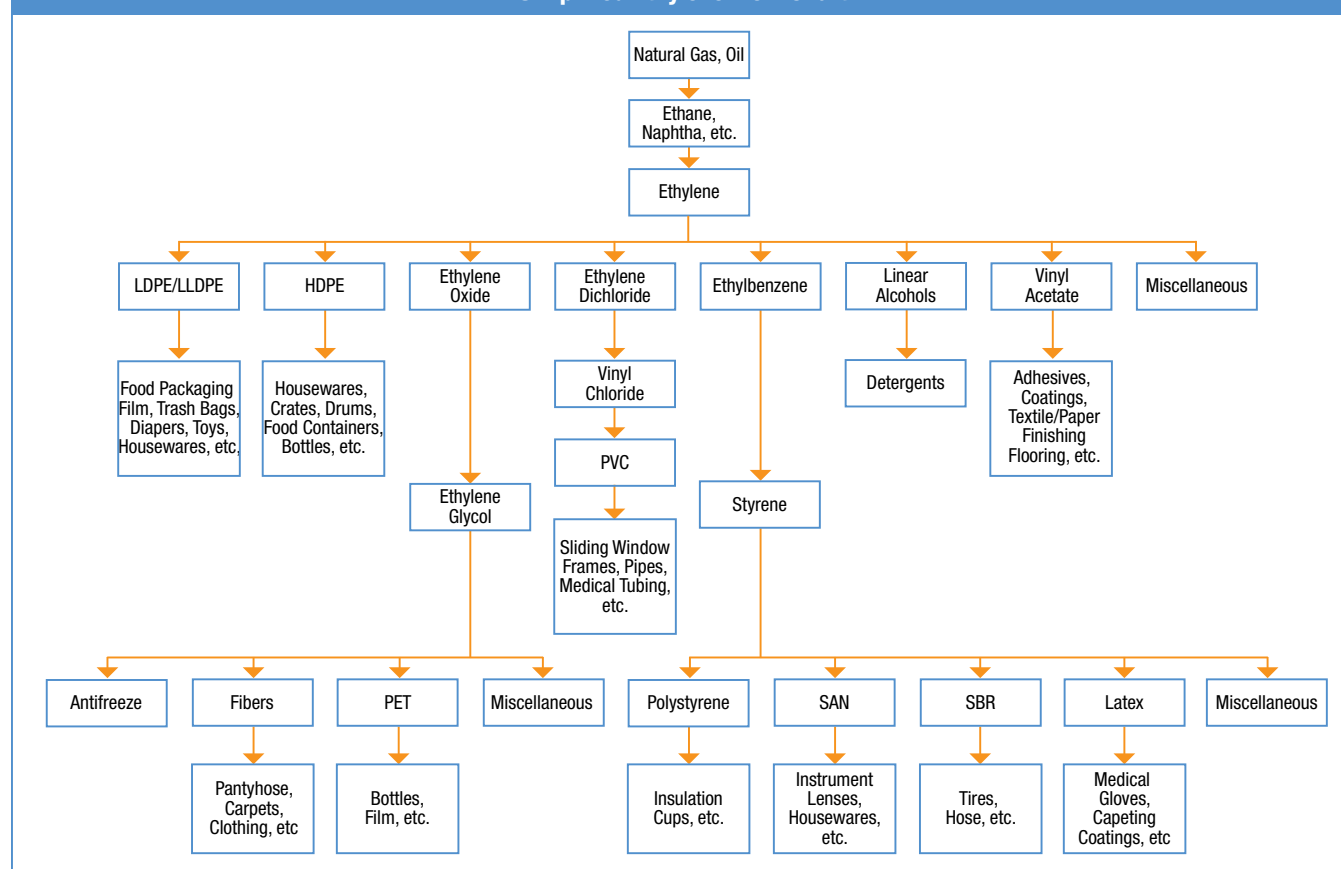 Natural Gas, Oil
Ethane,
Naphtha, etc.
Ethylene
LDPE/LLDPE
HDPE
Ethylene
Oxide
Ethylene
Dichloride
Ethylbenzene
Linear
Alcohols
Vinyl
Acetate
Miscellaneous
Food Packaging
Film, Trash Bags,
Diapers, Toys,
Housewares, etc,
Housewares,
Crates, Drums,
Food Containers,
Bottles, etc.
Vinyl
Chloride
Detergents
Adhesives,
Coatings,
Textile/Paper
Finishing
Flooring, etc.
PVC
Ethylene
Glycol
Styrene
Sliding Window
Frames, Pipes,
Medical Tubing,
etc.
Antifreeze
Fibers
PET
Miscellaneous
Polystyrene
SAN
SBR
Latex
Miscellaneous
Pantyhose,
Carpets,
Clothing, etc
Bottles,
Film, etc.
Insulation
Cups, etc.
Instrument
Lenses,
Housewares,
etc.
Tires,
Hose, etc.
Medical
Gloves,
Capeting
Coatings, etc